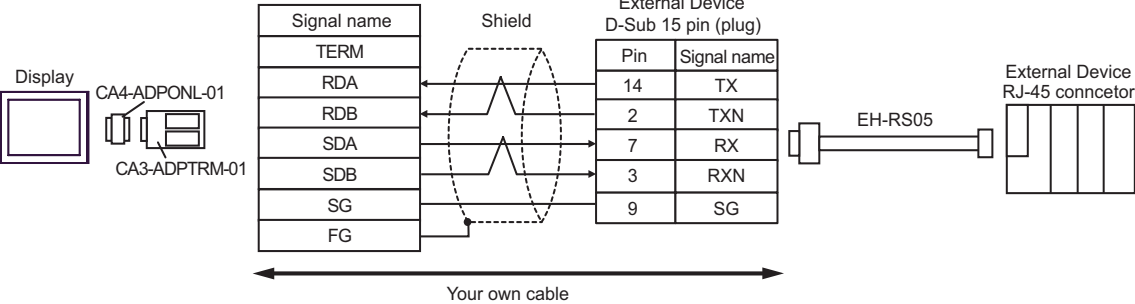 Display
CA4-ADPONL-01
CA3-ADPTRM-01
Signal name
TERM
RDA
RDB
SDA
SDB
SG
FG
Shield
External Device
D-Sub 15 pin (plug)
Pin Signal name
14 TX
2 TXN
7 RX
3 RXN
9 SG
EH-RS05
External Device
RJ-45 conncetor
Your own cable